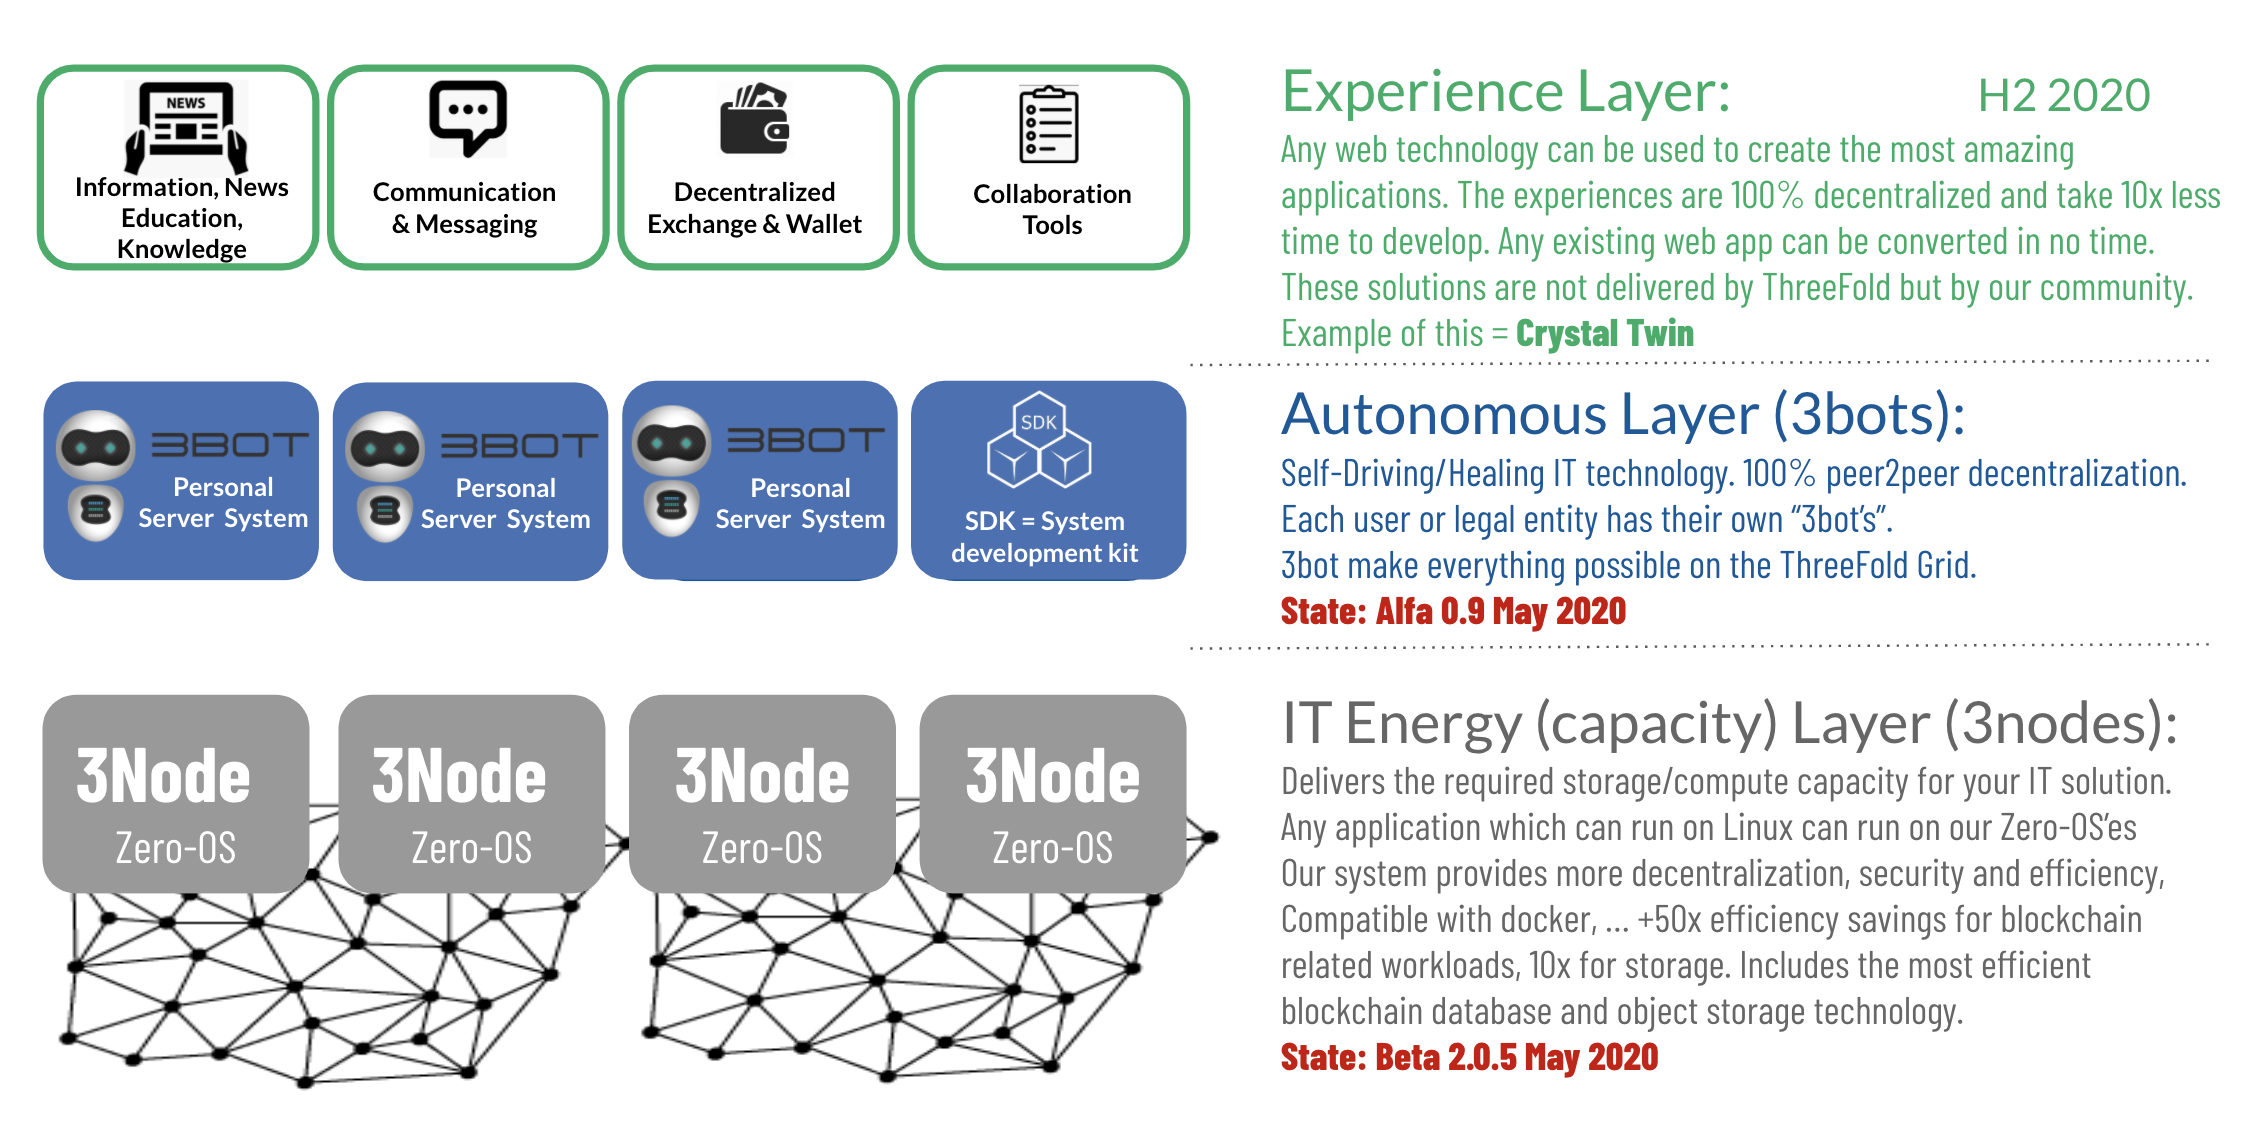 NEWS
Information, News
Education,
Knowledge
Communication
& Messaging
Decentralized
Exchange & Wallet
Collaboration
Tools
Experience Layer:
H2 2020
Any web technology can be used to create the most amazing
applications. The experiences are 100% decentralized and take 10x less
time to develop. Any existing web app can be converted in no time.
These solutions are not delivered by ThreeFold but by our community.
Example of this = Crystal Twin
3BOT
Personal
Server System
3BOT
Personal
Server System
3BOT
Personal
Server System
SDK
SDK = System
development kit
Autonomous Layer (3bots):
Self-Driving/Healing IT technology. 100% peer2peer decentralization.
Each user or legal entity has their own “3bot’s”.
3bot make everything possible on the ThreeFold Grid.
State: Alfa 0.9 May 2020
3Node
Zero-OS
3Node
Zero-OS
3Node
Zero-OS
3Node
Zero-OS
IT Energy (capacity) Layer (3nodes):
Delivers the required storage/compute capacity for your IT solution.
Any application which can run on Linux can run on our Zero-OS’es
Our system provides more decentralization, security and efficiency,
Compatible with docker, ... +50x efficiency savings for blockchain
related workloads, 10x for storage. Includes the most efficient
blockchain database and object storage technology.
State: Beta 2.0.5 May 2020